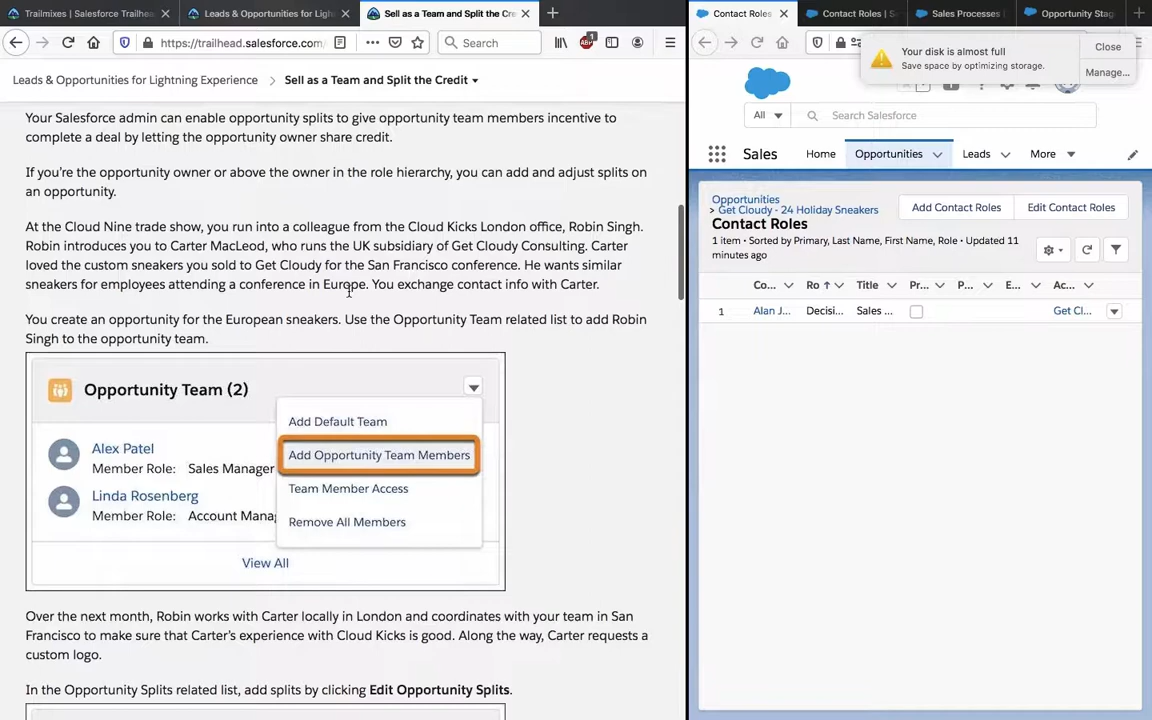 Trailmixes | Salesforce Trailhea
Leads & Opportunities for Ligh
Sell as a Team and Split the Cre
https://trailhead.salesforce.com/
Search
Leads & Opportunities for Lightning Experience > Sell as a Team and Split the Credit
Your Salesforce admin can enable opportunity splits to give opportunity team members incentive to
complete a deal by letting the opportunity owner share credit.
If you're the opportunity owner or above the owner in the role hierarchy, you can add and adjust splits on
an opportunity.
At the Cloud Nine trade show, you run into a colleague from the Cloud Kicks London office, Robin Singh.
Robin introduces you to Carter MacLeod, who runs the UK subsidiary of Get Cloudy Consulting. Carter
loved the custom sneakers you sold to Get Cloudy for the San Francisco conference. He wants similar
sneakers for employees attending a conference in Europe. You exchange contact info with Carter.
You create an opportunity for the European sneakers. Use the Opportunity Team related list to add Robin
Singh to the opportunity team.
Opportunity Team (2)
Add Default Team
Alex Patel
Add Opportunity Team Members
Member Role: Sales Manager
Team Member Access
Linda Rosenberg
Member Role: Account Mana
Remove All Members
View All
Over the next month, Robin works with Carter locally in London and coordinates with your team in San
Francisco to make sure that Carter's experience with Cloud Kicks is good. Along the way, Carter requests a
custom logo.
In the Opportunity Splits related list, add splits by clicking Edit Opportunity Splits.
Contact Roles
Contact Roles | S
Sales Processes
Opportunity Stag
Your disk is almost full
Save space by optimizing storage.
Close
Manage...
All
Search Salesforce
Sales
Home
Opportunities
Leads
More
Opportunities
> Get Cloudy - 24 Holiday Sneakers
Contact Roles
1 item • Sorted by Primary, Last Name, First Name, Role • Updated 11
minutes ago
Add Contact Roles
Edit Contact Roles
Co... Ro Title Pr... P... E... Ac...
1 Alan J... Decisi... Sales ... Get Cl...